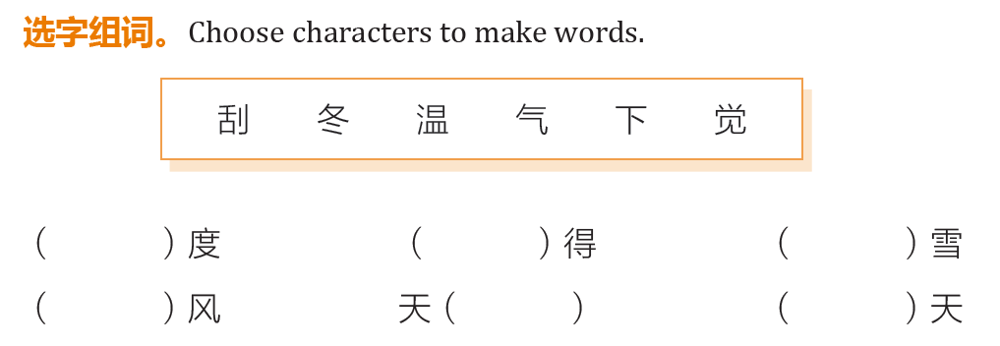 选字组词。Choose characters to make words.
刮 冬 温 气 下 觉
（ ）度 （ ）得 （ ）雪
（ ）风 天（ ） （ ）天